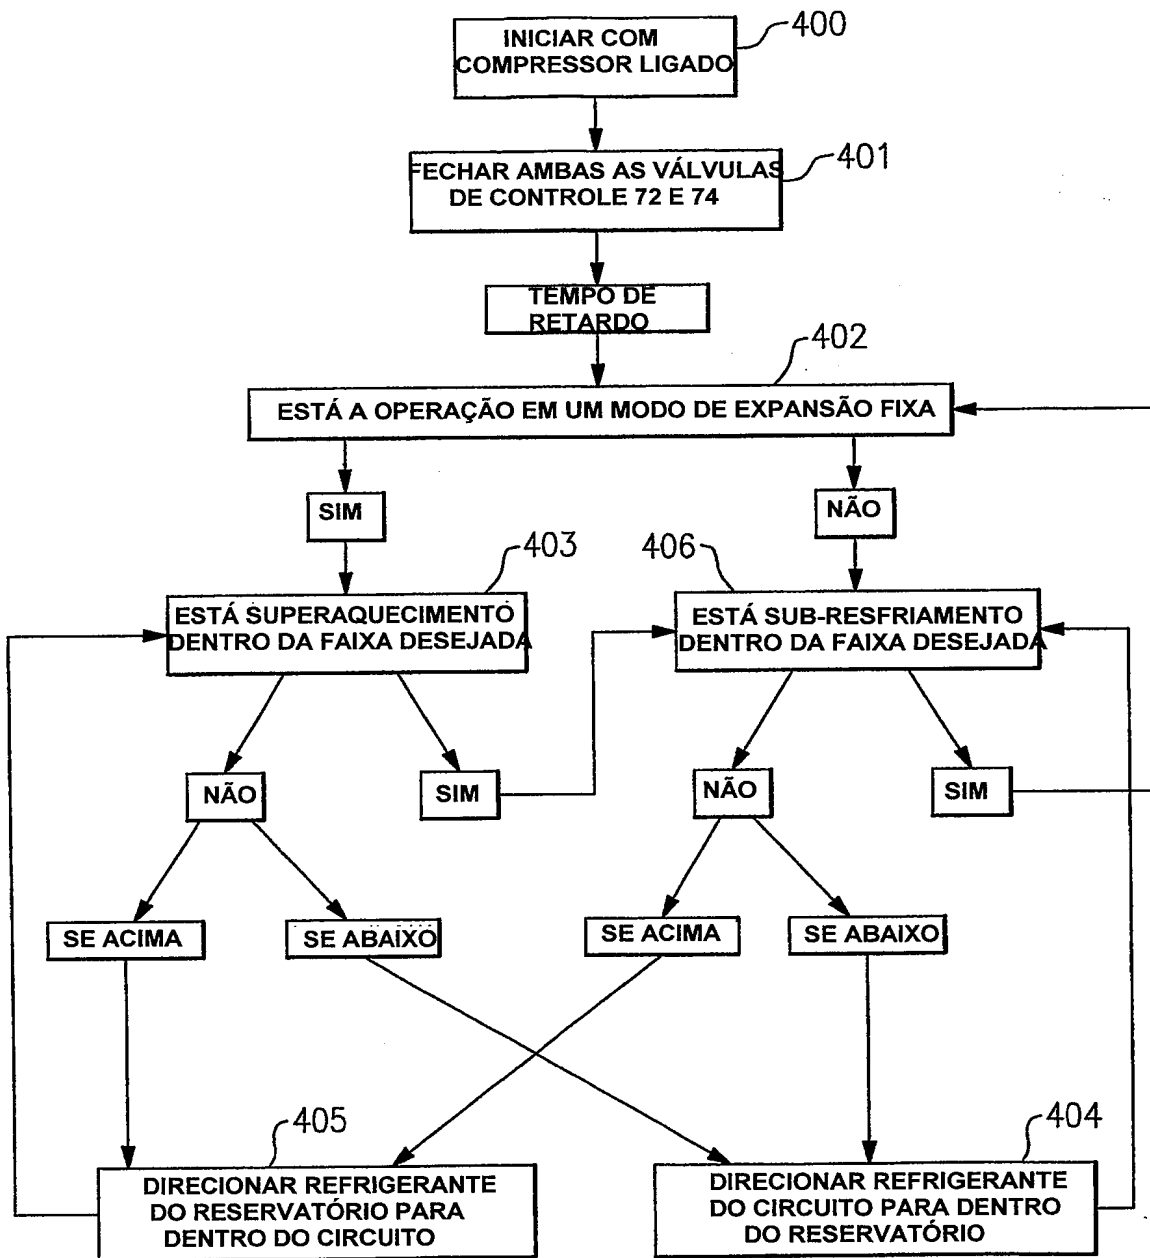 INICIAR COM
COMPRESSOR LIGADO
400
FECHAR AMBAS AS VÁLVULAS
DE CONTROLE 72 E 74
401
TEMPO DE
RETARDO
402
ESTÁ A OPERAÇÃO EM UM MODO DE EXPANSÃO FIXA
SIM
NÃO
403
406
ESTÁ SUPERAQUECIMENTO
DENTRO DA FAIXA DESEJADA
ESTÁ SUB-RESFRIAMENTO
DENTRO DA FAIXA DESEJADA
NÃO
SIM
NÃO
SIM
SE ACIMA
SE ABAIXO
SE ACIMA
SE ABAIXO
405
404
DIRECIONAR REFRIGERANTE
DO RESERVATÓRIO PARA
DENTRO DO CIRCUITO
DIRECIONAR REFRIGERANTE
DO CIRCUITO PARA DENTRO
DO RESERVATÓRIO